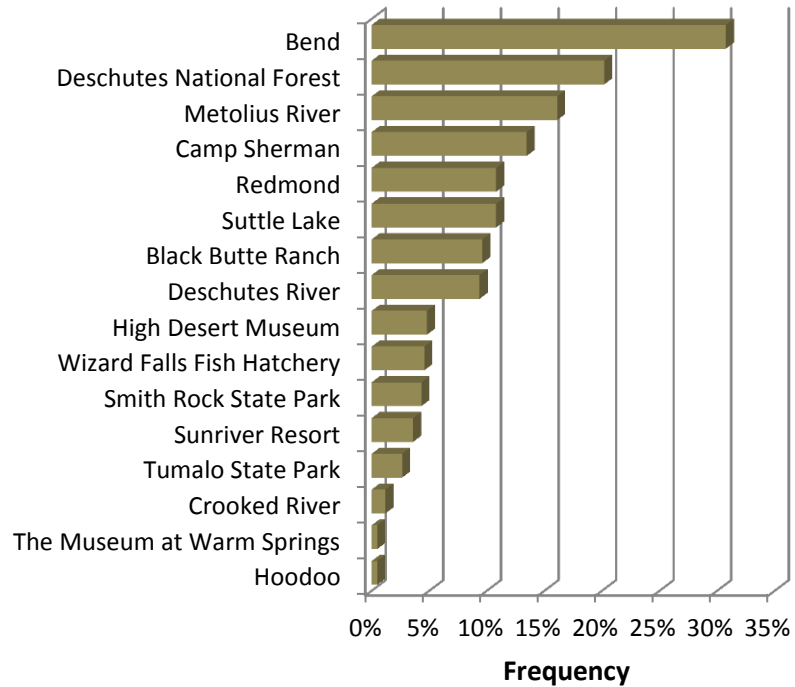 Bend
Deschutes National Forest
Metolius River
Camp Sherman
Redmond
Suttle Lake
Black Butte Ranch
Deschutes River
High Desert Museum
Wizard Falls Fish Hatchery
Smith Rock State Park
Sunriver Resort
Tumalo State Park
Crooked River
The Museum at Warm Springs
Hoodoo
0% 5% 10% 15% 20% 25% 30% 35%
Frequency